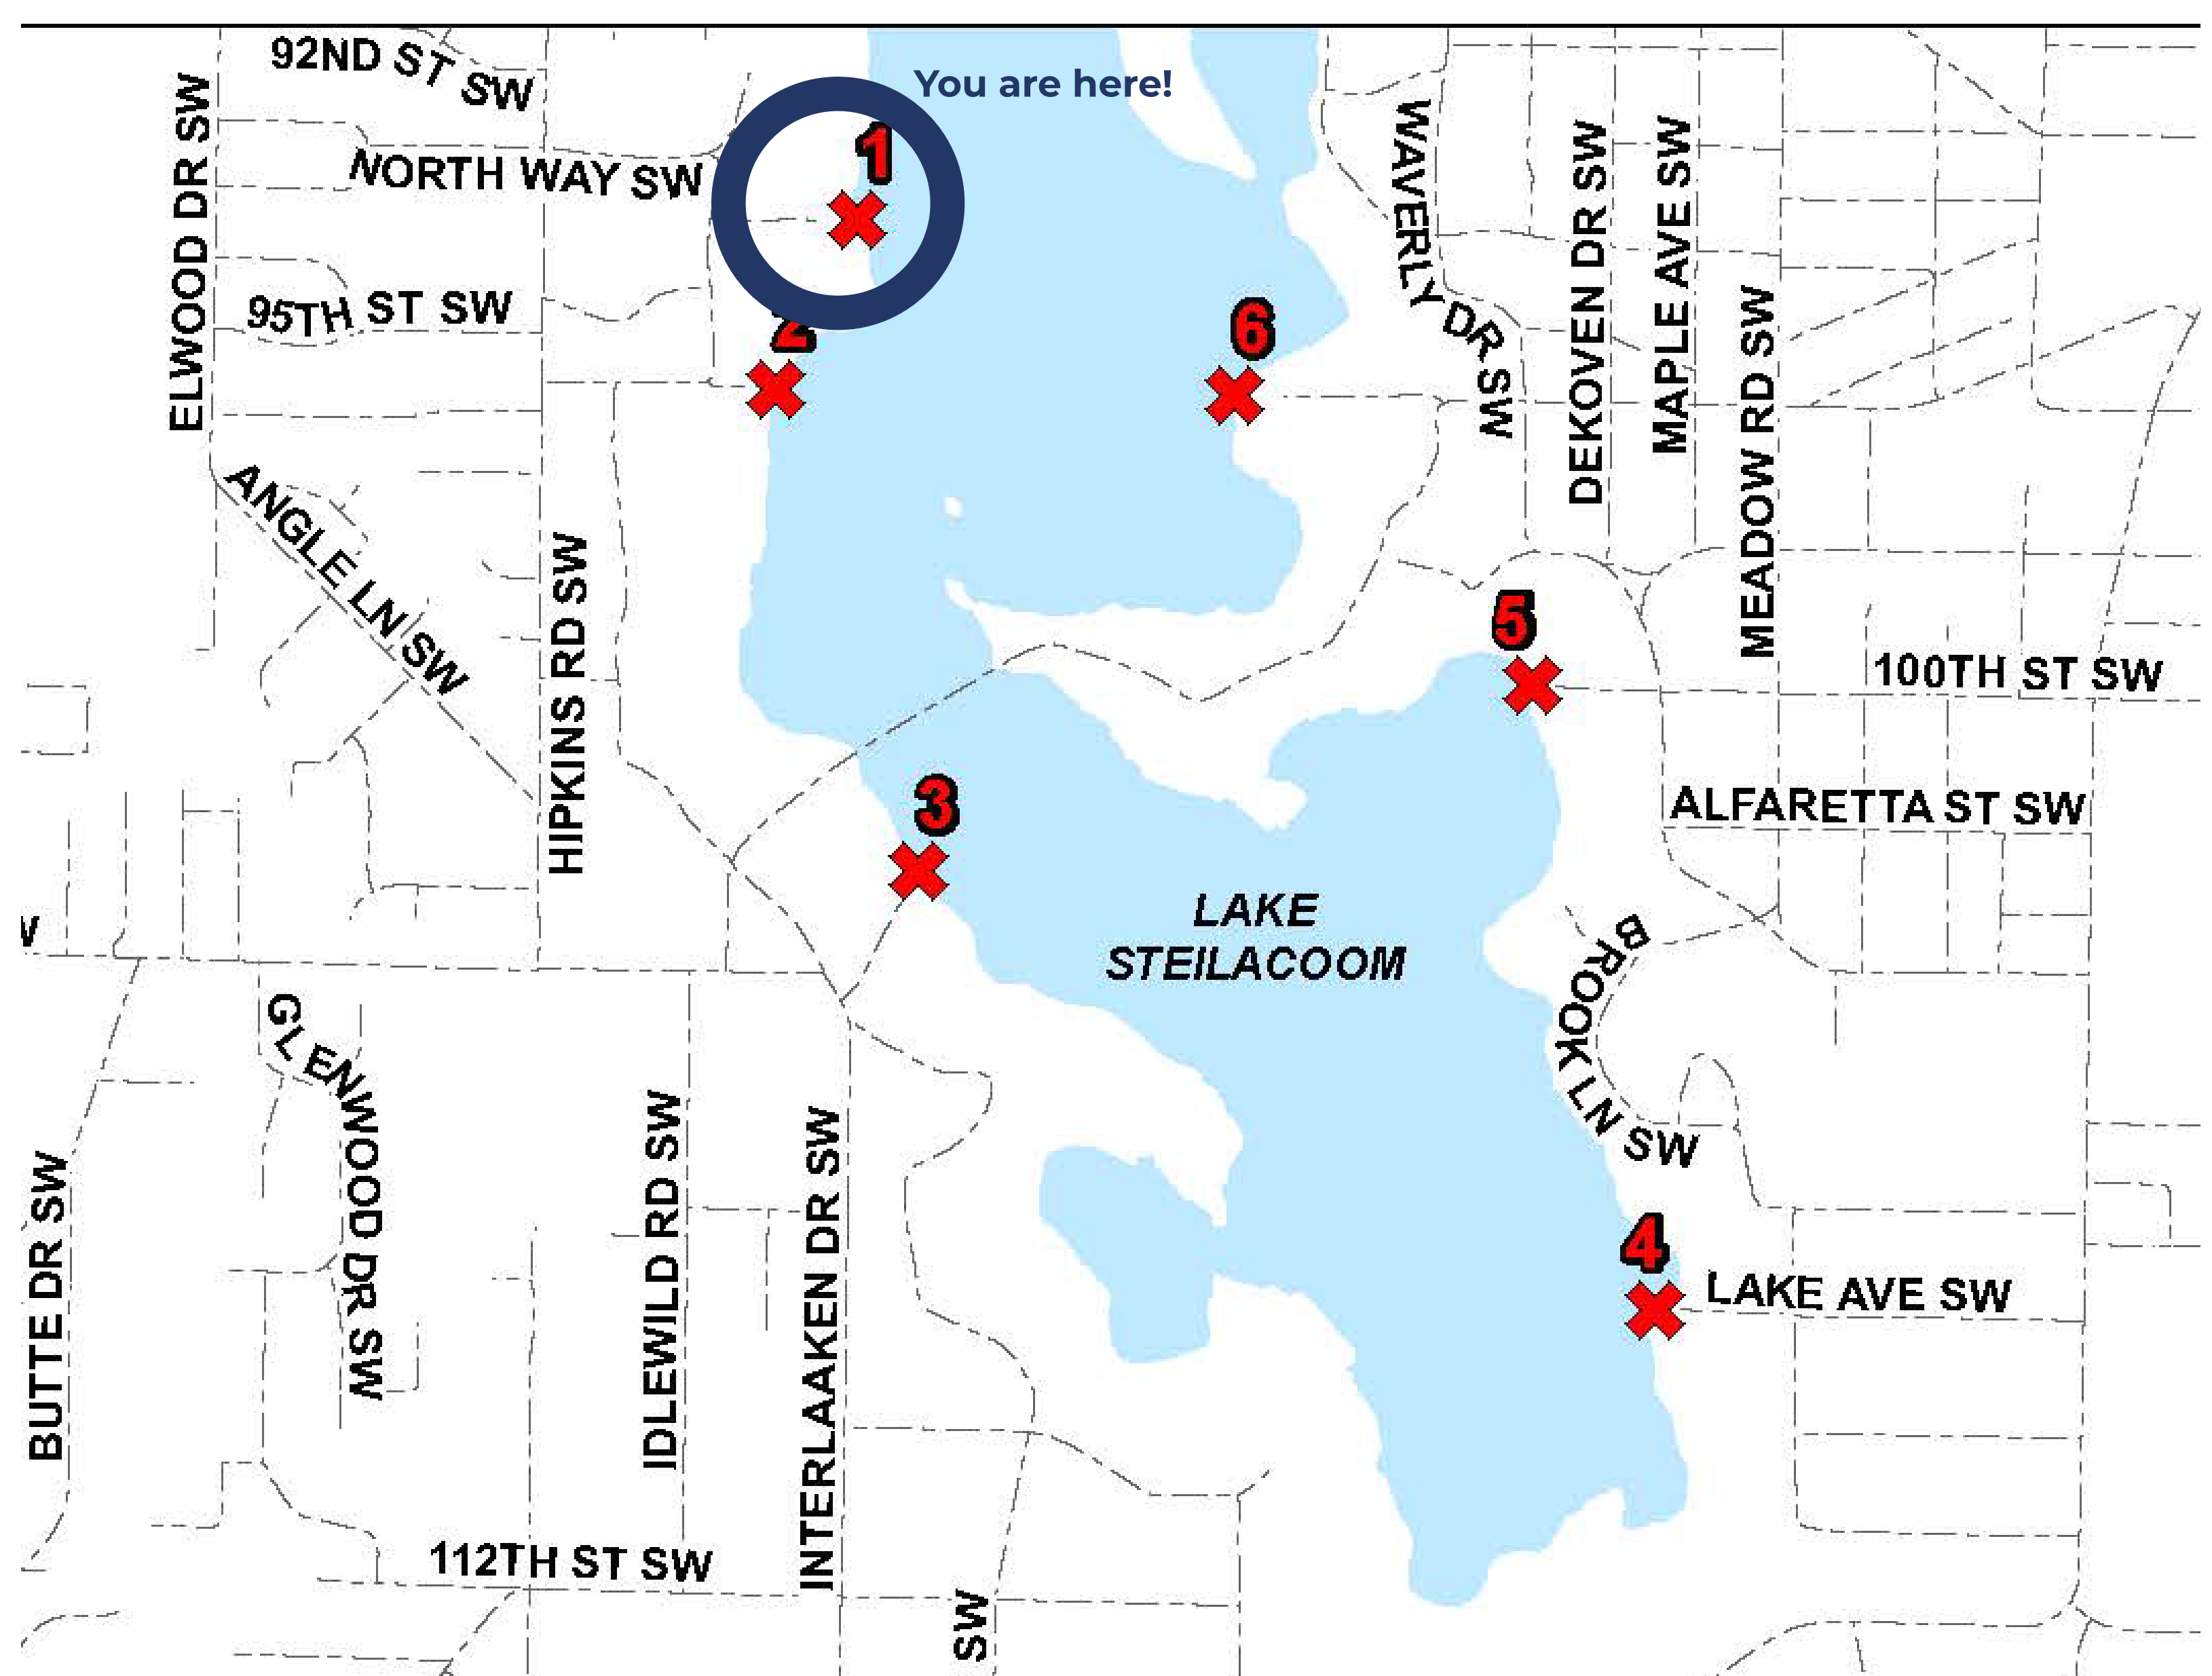 92ND ST SW
You are here!
NORTH WAY SW
1
ELWOOD DR SW
95TH ST SW
2
6
WAVERLY DR SW
DEKOVEN DR SW
MAPLE AVE SW
MEADOW RD SW
ANGLE LN SW
HIPKINS RD SW
5
100TH ST SW
3
ALFARETTA ST SW
LAKE
STEILACOOM
BROOK LN SW
GLENWOOD DR SW
BUTTE DR SW
IDLEWILD RD SW
INTERLAAKEN DR SW
4
LAKE AVE SW
112TH ST SW
SW